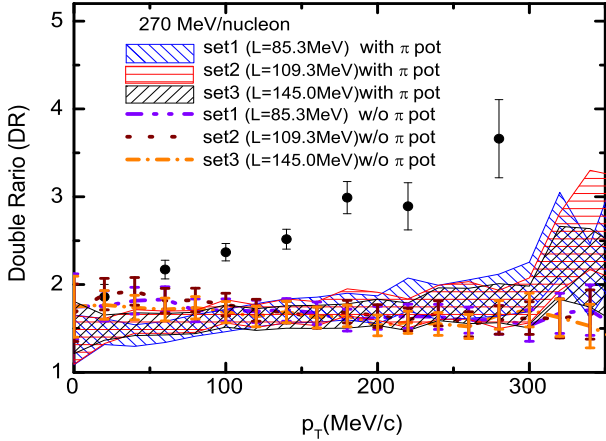 270 MeV/nucleon
set1 (L=85.3MeV) with π pot
set2 (L=109.3MeV)with π pot
set3 (L=145.0MeV)with π pot
set1 (L=85.3MeV) w/o π pot
set2 (L=109.3MeV)w/o π pot
set3 (L=145.0MeV)w/o π pot
Double Rario (DR)
5
4
3
2
1
0 100 200 300
p_T(MeV/c)